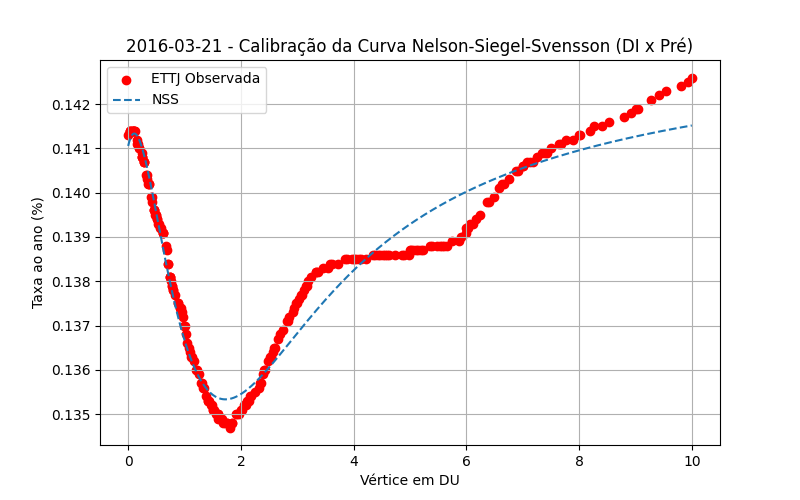 2016-03-21 - Calibração da Curva Nelson-Siegel-Svensson (DI x Pré)
ETTJ Observada
NSS
Taxa ao ano (%)
0.142
0.141
0.140
0.139
0.138
0.137
0.136
0.135
0 2 4 6 8 10
Vértice em DU